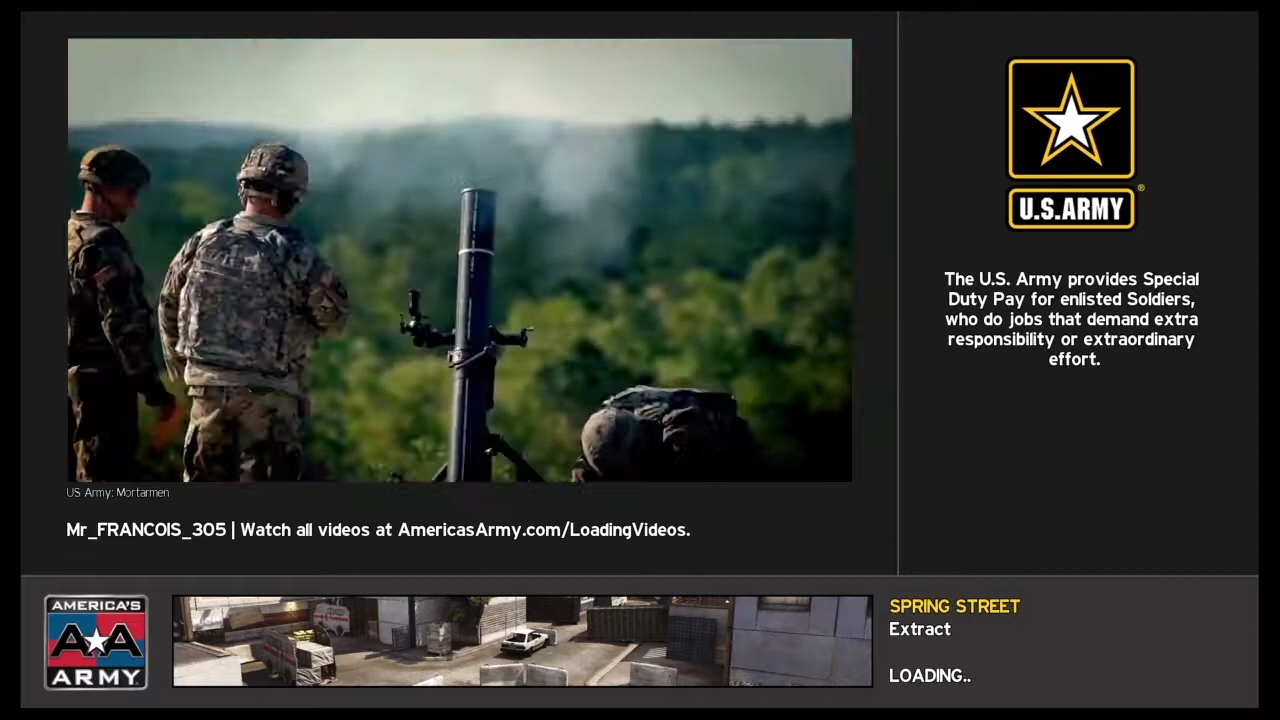 U.S.ARMY
®
The U.S. Army provides Special
Duty Pay for enlisted Soldiers,
who do jobs that demand extra
responsibility or extraordinary
effort.
US Army: Mortarmen
Mr_FRANCOIS_305 | Watch all videos at AmericasArmy.com/LoadingVideos.
AMERICA'S
AA
ARMY
SPRING STREET
Extract
LOADING..